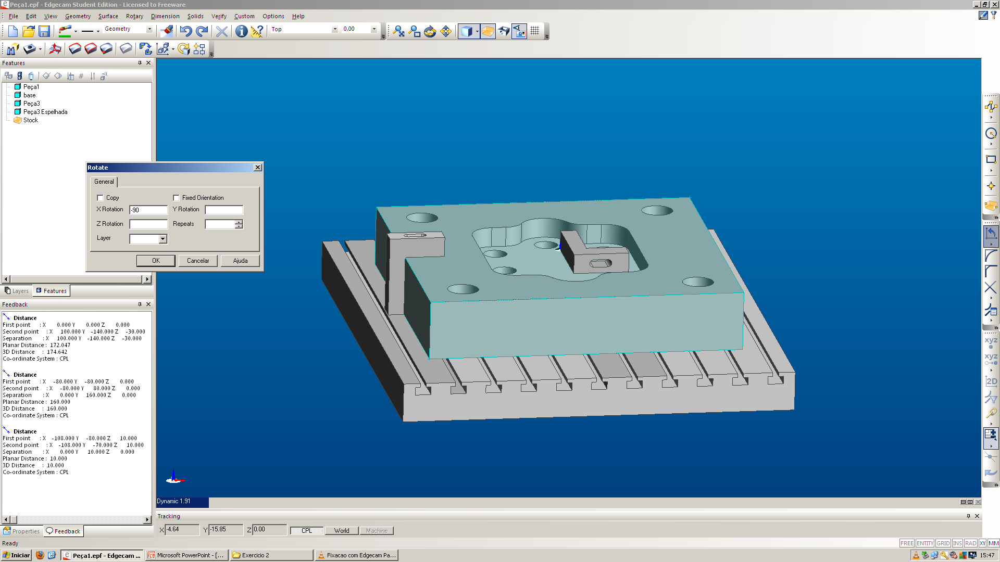 Peça1.epf - Edgecam Student Edition - Licensed to Freeware
File Edit View Geometry Surface Rotary Dimension Solids Verify Custom Options Help
Geometry
Top
0.00
Features
Peça1
base
Peça3
Peça3 Espelhada
Stock
Rotate
General
Copy
Fixed Orientation
X Rotation -90 Y Rotation
Z Rotation Repeats
Layer
OK Cancelar Ajuda
Layers Features
Feedback
Distance
First point : X 0.000 Y 0.000 Z 0.000
Second point : X 100.000 Y -140.000 Z -30.000
Separation : X 100.000 Y -140.000 Z -30.000
Planar Distance : 172.047
3D Distance : 174.642
Co-ordinate System : CPL
Distance
First point : X -80.000 Y -80.000 Z 0.000
Second point : X -80.000 Y 80.000 Z 0.000
Separation : X 0.000 Y 160.000 Z 0.000
Planar Distance : 160.000
3D Distance : 160.000
Co-ordinate System : CPL
Distance
First point : X -108.000 Y -80.000 Z 10.000
Second point : X -108.000 Y -70.000 Z 10.000
Separation : X 0.000 Y 10.000 Z 0.000
Planar Distance : 10.000
3D Distance : 10.000
Co-ordinate System : CPL
xyz
xyz
2D
Dynamic 1.91
Tracking
X -4.64 Y -15.85 Z 0.00 CPL World Machine
Properties Feedback
Ready
FREE ENTITY GRID INS RAD XY MM
Iniciar
Peça1.epf - Edgecam ...
Microsoft PowerPoint - [...
Exercicio 2
Fixacao com Edgecam Pa...
15:47